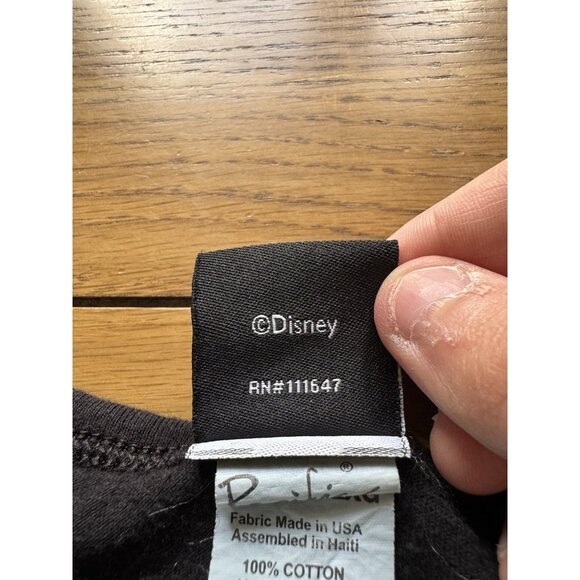 ©Disney
RN#111647
®
Fabric Made in USA
Assembled in Haiti
100% COTTON